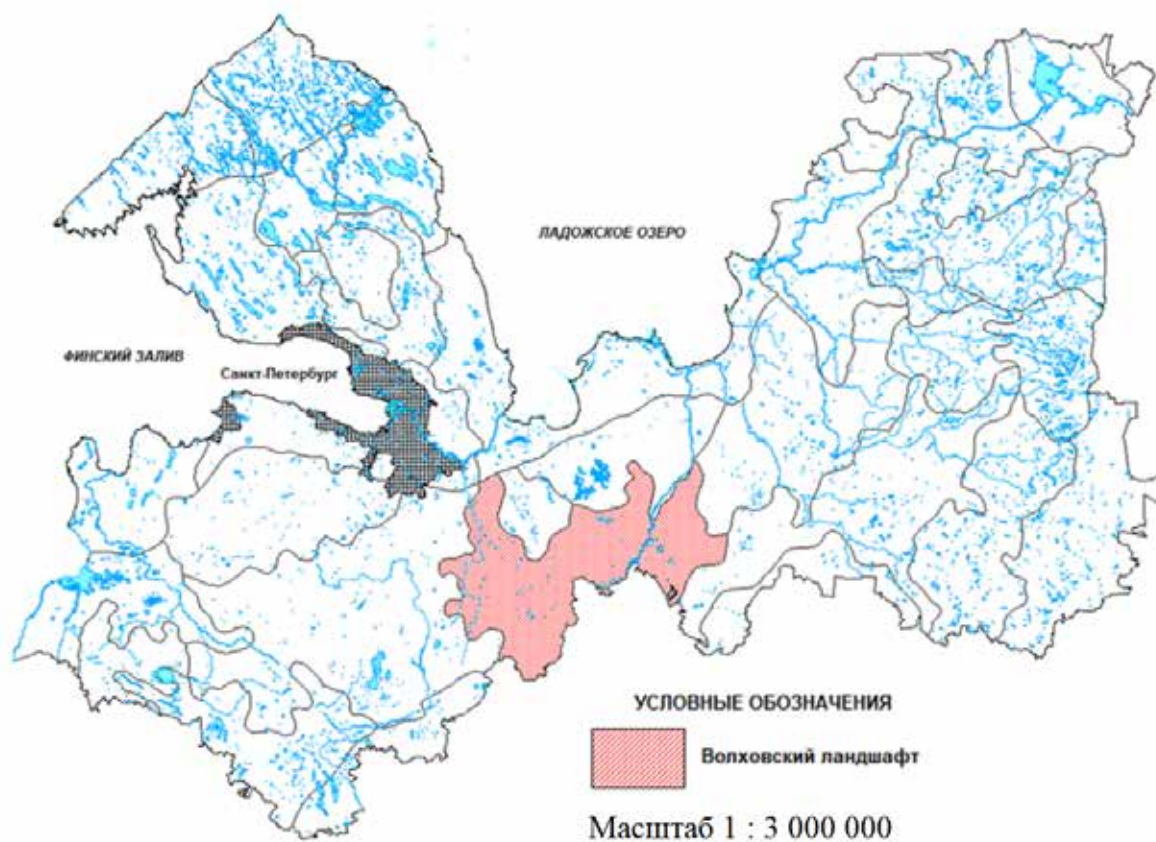 ЛАДОЖСКОЕ ОЗЕРО
ФИНСКИЙ ЗАЛИВ
Санкт-Петербург
УСЛОВНЫЕ ОБОЗНАЧЕНИЯ
Волховский ландшафт
Масштаб 1 : 3 000 000